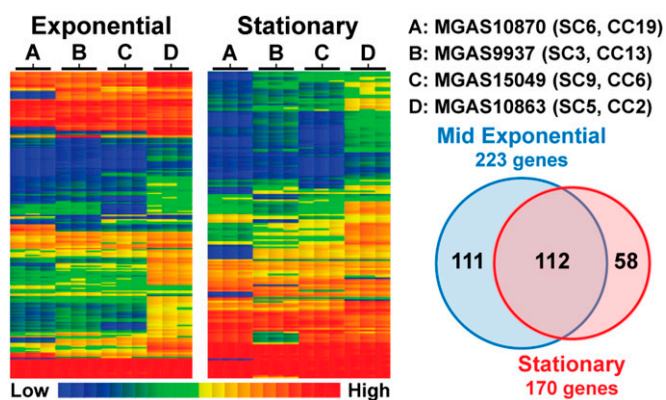 Exponential
A B C D
Stationary
A B C D
Low High
A: MGAS10870 (SC6, CC19)
B: MGAS9937 (SC3, CC13)
C: MGAS15049 (SC9, CC6)
D: MGAS10863 (SC5, CC2)
Mid Exponential
223 genes
111 112 58
Stationary
170 genes